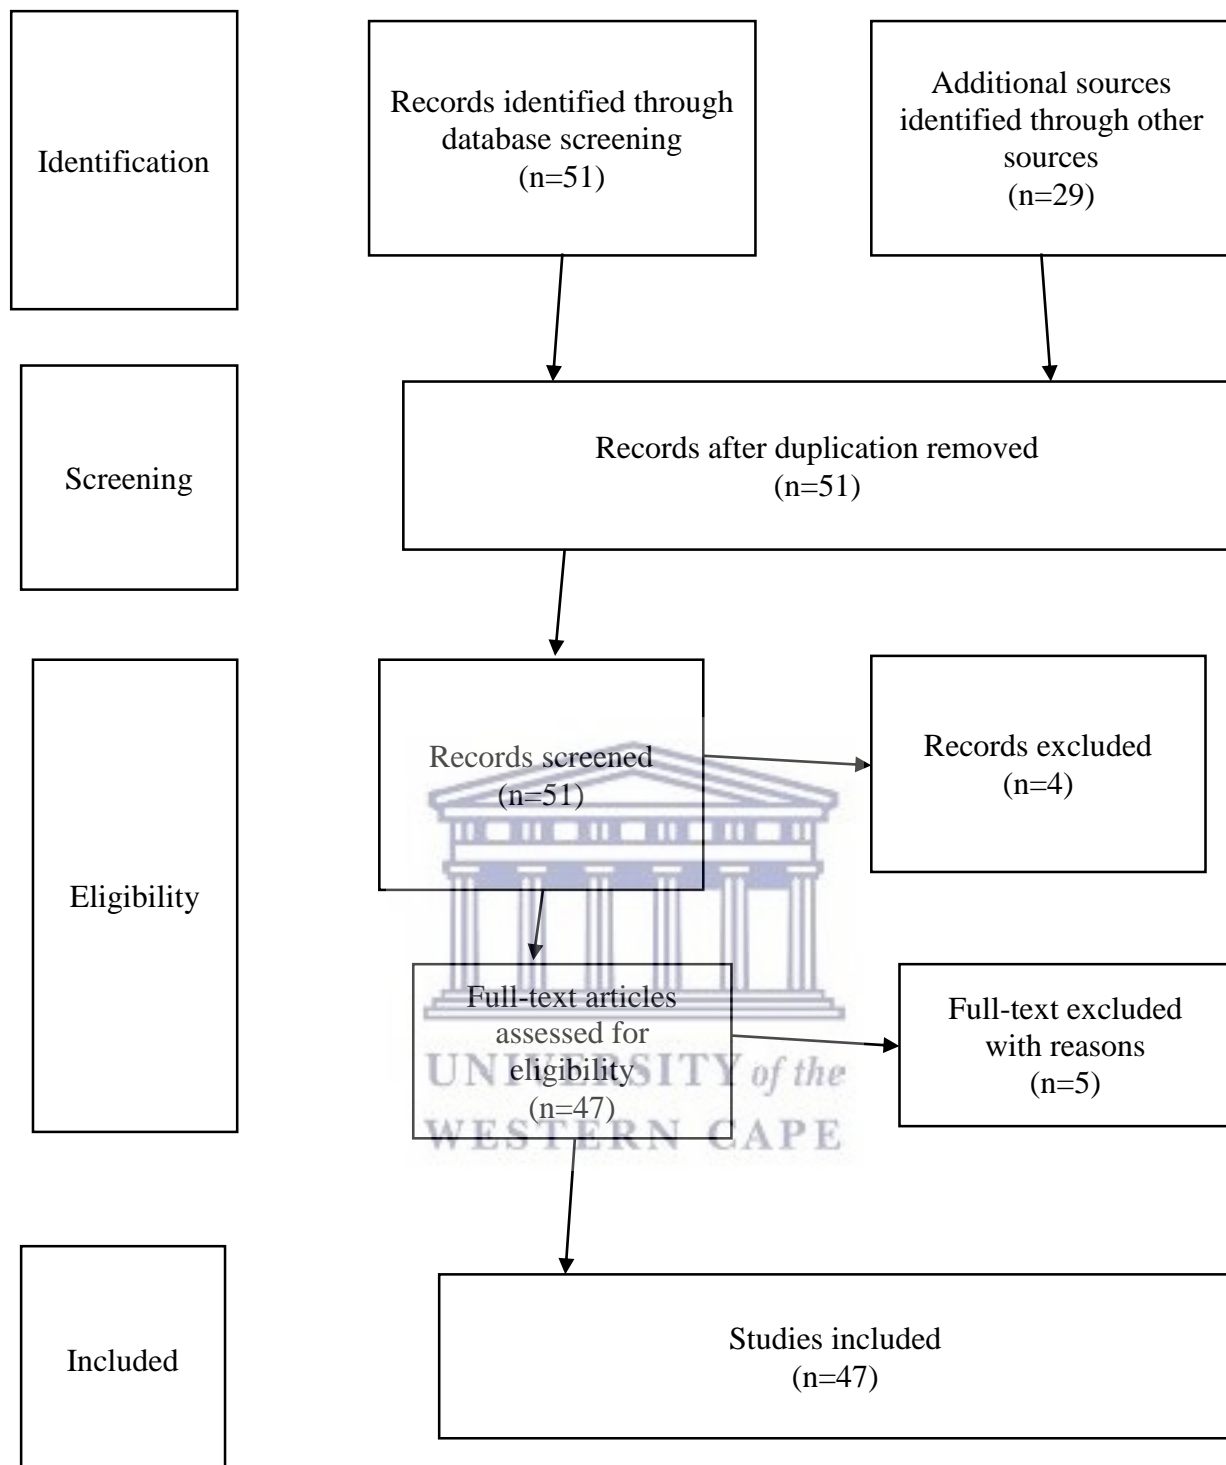 Identification
Records identified through
database screening
(n=51)
Additional sources
identified through other
sources
(n=29)
Screening
Records after duplication removed
(n=51)
Eligibility
Records screened
(n=51)
Records excluded
(n=4)
Full-text articles
assessed for
eligibility
(n=47)
Full-text excluded
with reasons
(n=5)
UNIVERSITY of the
WESTERN CAPE
Included
Studies included
(n=47)